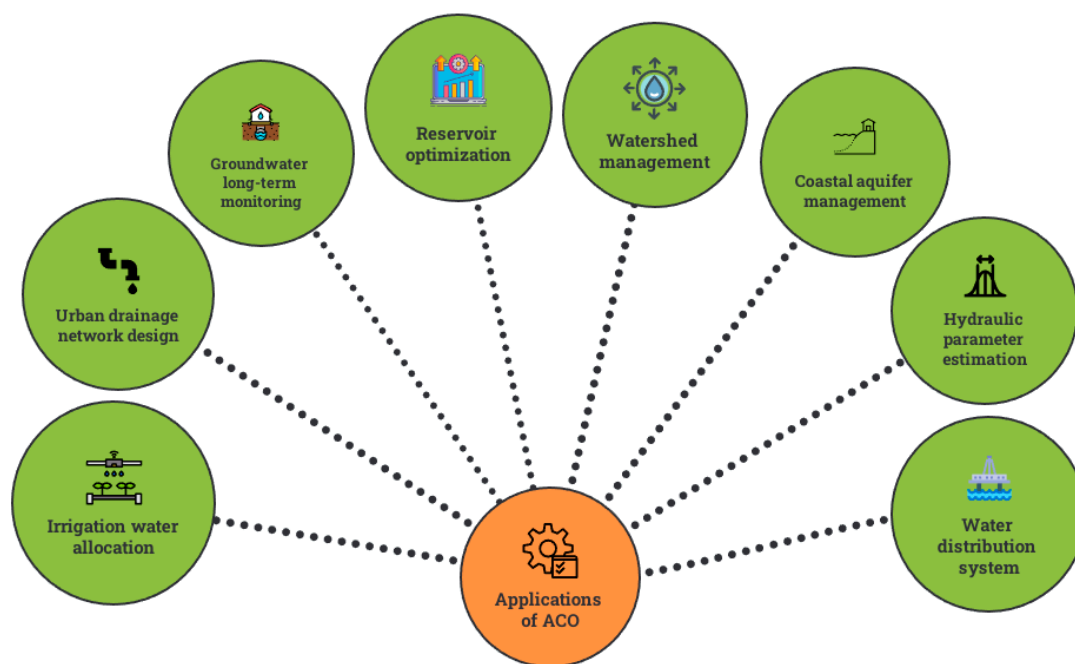 Reservoir
optimization
Watershed
management
Groundwater
long-term
monitoring
Coastal aquifer
management
Urban drainage
network design
Hydraulic
parameter
estimation
Irrigation water
allocation
Water
distribution
system
Applications
of ACO